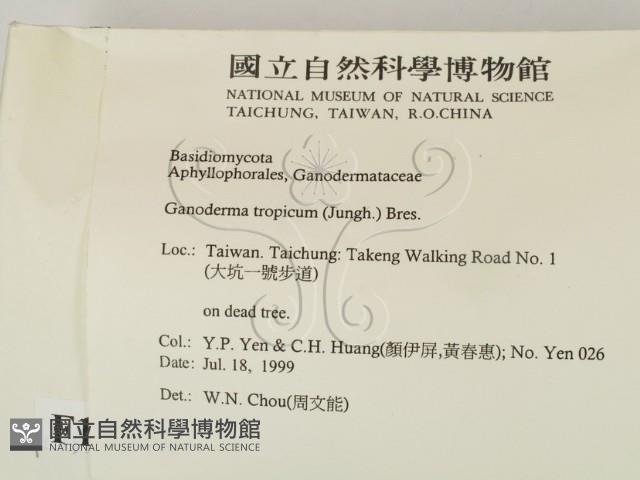 國立自然科學博物館
NATIONAL MUSEUM OF NATURAL SCIENCE
TAICHUNG, TAIWAN, R.O.CHINA
Basidiomycota
Aphyllophorales, Ganodermataceae
Ganoderma tropicum (Jungh.) Bres.
Loc.: Taiwan. Taichung: Takeng Walking Road No. 1
(大坑一號步道)
on dead tree.
Col.: Y.P. Yen & C.H. Huang(顏伊屏,黃春惠); No. Yen 026
Date: Jul. 18, 1999
Det.: W.N. Chou(周文能)
國立自然科學博物館
NATIONAL MUSEUM OF NATURAL SCIENCE